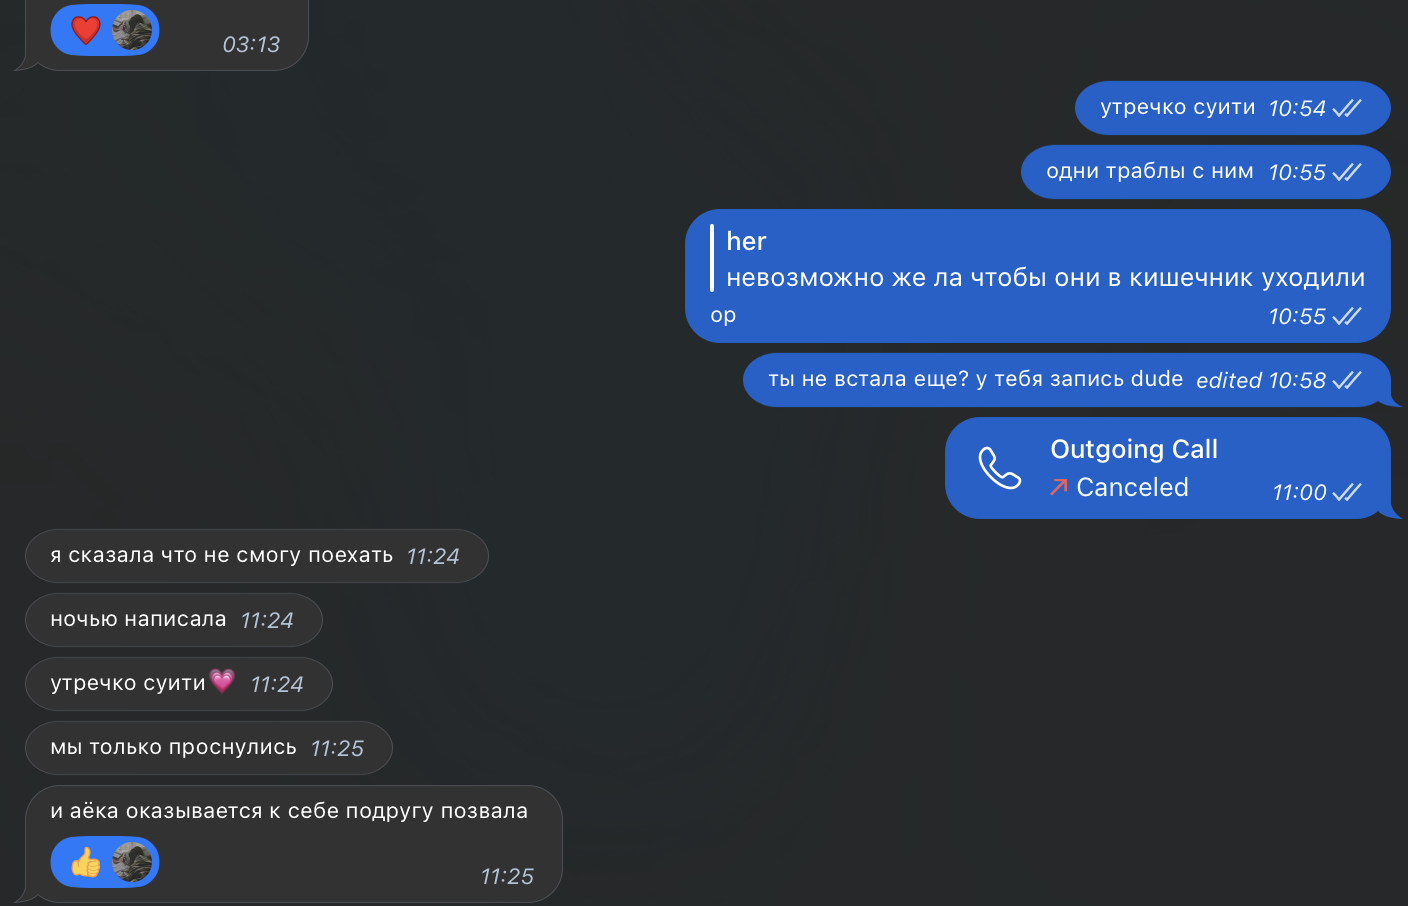 03:13
утречко суити 10:54
одни траблы с ним 10:55
her
невозможно же ла чтобы они в кишечник уходили
ор 10:55
ты не встала еще? у тебя запись dude edited 10:58
Outgoing Call
Canceled 11:00
я сказала что не смогу поехать 11:24
ночью написала 11:24
утречко суити💗 11:24
мы только проснулись 11:25
и аёка оказывается к себе подругу позвала
11:25